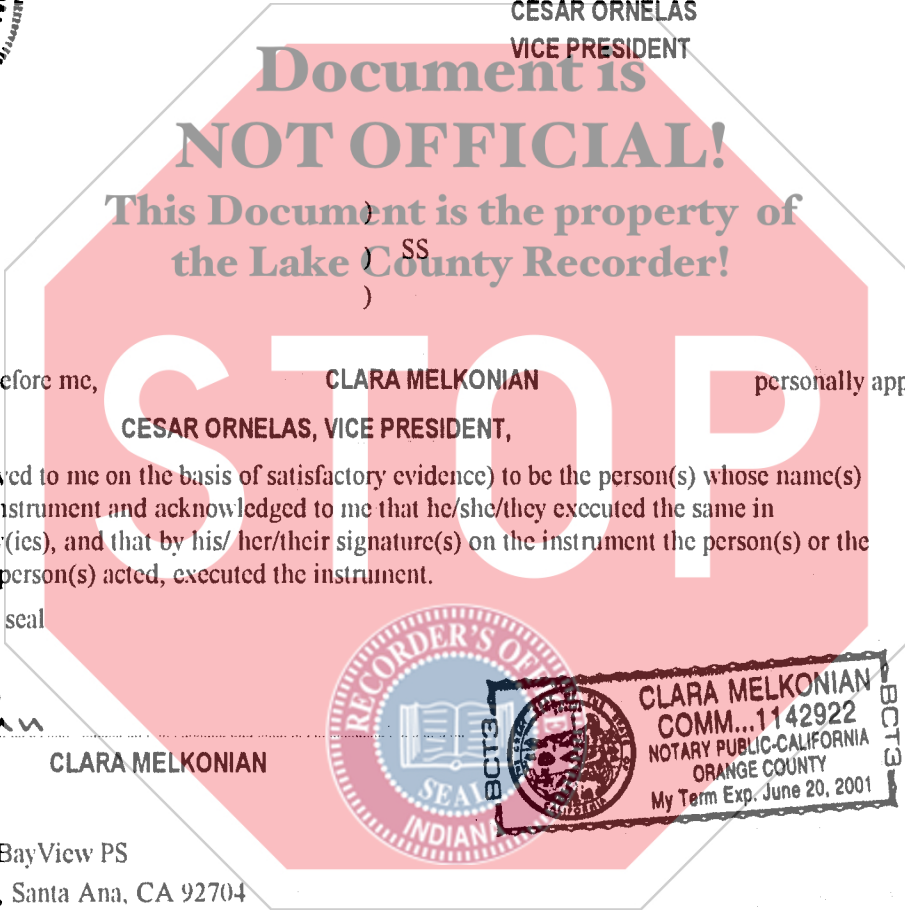 CESAR ORNELAS
VICE PRESIDENT
Document is
NOT OFFICIAL!
This Document is the property of
the Lake County Recorder!
)
) SS
)
STOP
efore me, CLARA MELKONIAN personally app
CESAR ORNELAS, VICE PRESIDENT,
ved to me on the basis of satisfactory evidence) to be the person(s) whose name(s)
nstrument and acknowledged to me that he/she/they executed the same in
(ies), and that by his/ her/their signature(s) on the instrument the person(s) or the
person(s) acted, executed the instrument.
seal
CLARA MELKONIAN
RECORDER'S OFFICE
SEAL
INDIANA
BCT3
CLARA MELKONIAN
COMM...1142922
NOTARY PUBLIC-CALIFORNIA
ORANGE COUNTY
My Term Exp. June 20, 2001
BCT3
CALIFORNIA
BayView PS
, Santa Ana, CA 92704